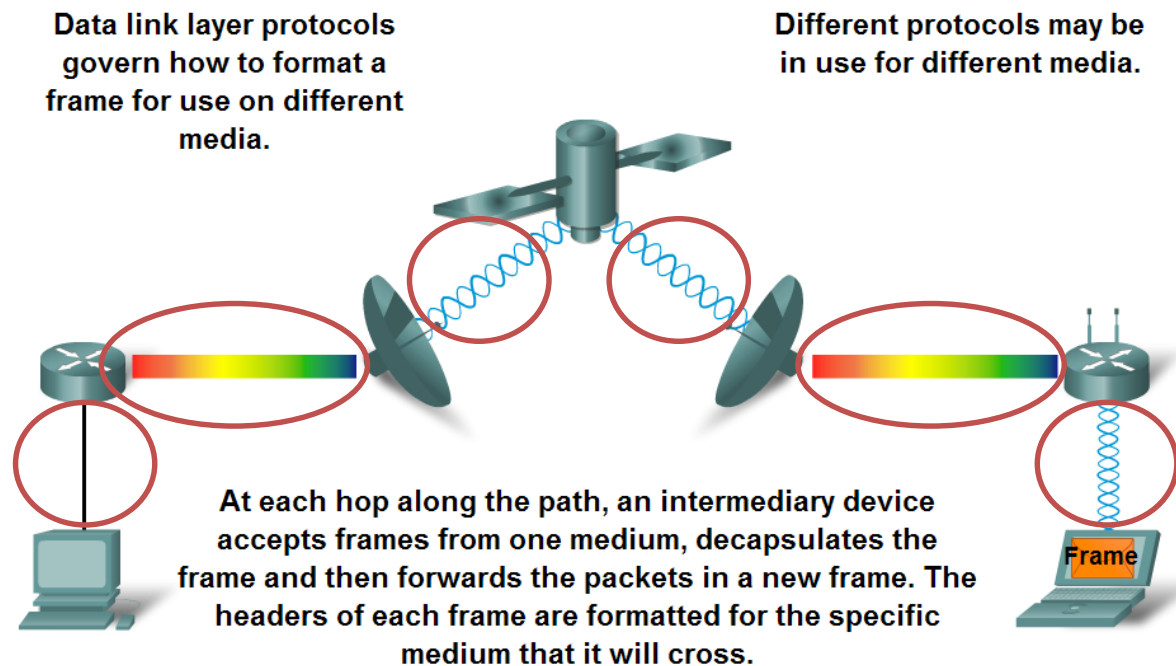 Data link layer protocols
govern how to format a
frame for use on different
media.
Different protocols may be
in use for different media.
At each hop along the path, an intermediary device
accepts frames from one medium, decapsulates the
frame and then forwards the packets in a new frame. The
headers of each frame are formatted for the specific
medium that it will cross.
Frame